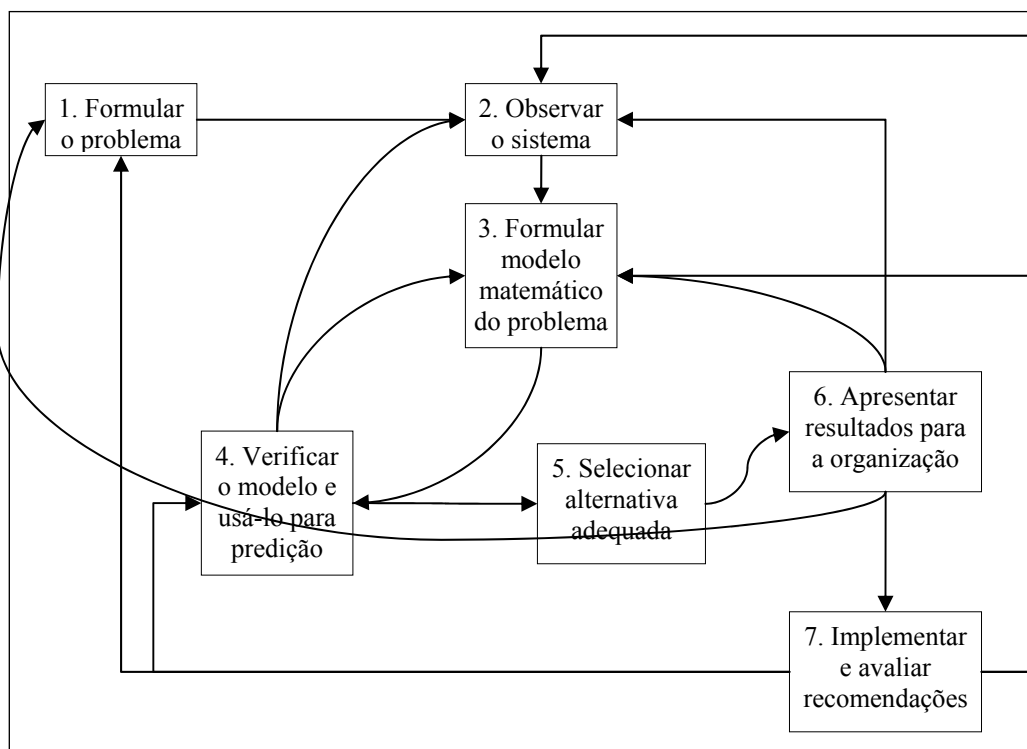 1. Formular
o problema
2. Observar
o sistema
3. Formular
modelo
matemático
do problema
4. Verificar
o modelo e
usá-lo para
predição
5. Selecionar
alternativa
adequada
6. Apresentar
resultados para
a organização
7. Implementar
e avaliar
recomendações